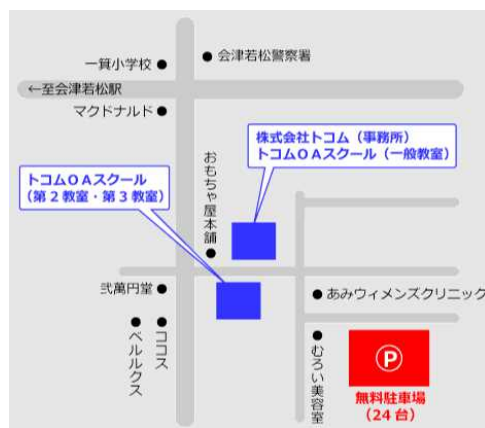 一箕小学校
会津若松警察署
←至会津若松駅
マクドナルド
株式会社トコム（事務所）
トコムOAスクール（一般教室）
おもちゃ屋本舗
トコムOAスクール
（第２教室・第３教室）
弐萬円堂
あみウィメンズクリニック
ベルルグス
ココス
むろい美容室
P
無料駐車場
（24台）